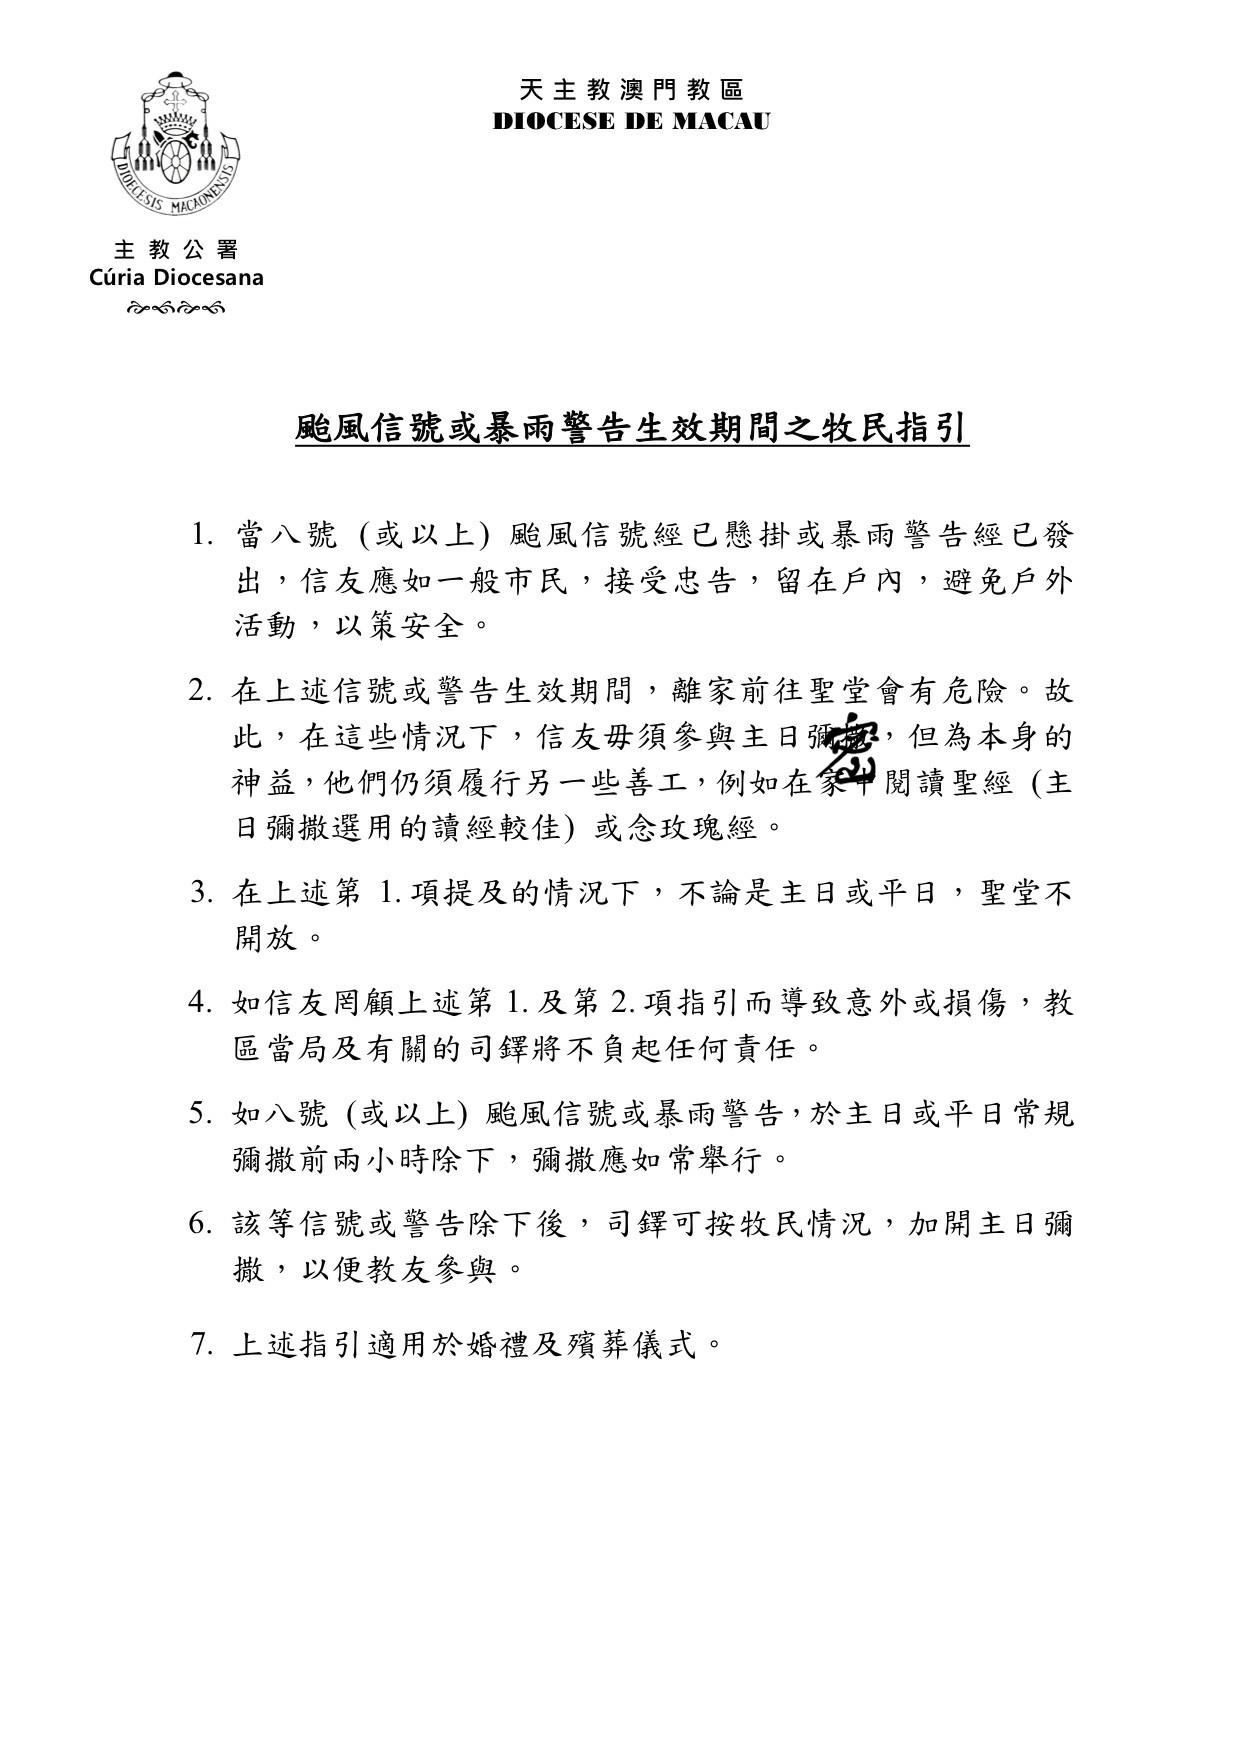 天主教澳門教區
DIOCESE DE MACAU
DIOECESIS MACAONENSIS
主教公署
Cúria Diocesana
颱風信號或暴雨警告生效期間之牧民指引
1. 當八號 (或以上) 颱風信號經已懸掛或暴雨警告經已發
出，信友應如一般市民，接受忠告，留在戶內，避免戶外
活動，以策安全。
2. 在上述信號或警告生效期間，離家前往聖堂會有危險。故
此，在這些情況下，信友毋須參與主日彌撒，但為本身的
神益，他們仍須履行另一些善工，例如在家中閱讀聖經 (主
日彌撒選用的讀經較佳) 或念玫瑰經。
3. 在上述第 1. 項提及的情況下，不論是主日或平日，聖堂不
開放。
4. 如信友罔顧上述第 1. 及第 2. 項指引而導致意外或損傷，教
區當局及有關的司鐸將不負起任何責任。
5. 如八號 (或以上) 颱風信號或暴雨警告，於主日或平日常規
彌撒前兩小時除下，彌撒應如常舉行。
6. 該等信號或警告除下後，司鐸可按牧民情況，加開主日彌
撒，以便教友參與。
7. 上述指引適用於婚禮及殯葬儀式。